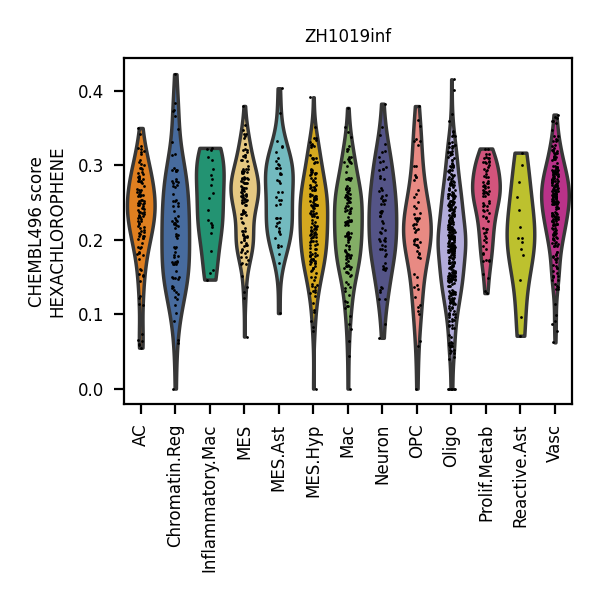 ZH1019inf
CHEMBL496 score
HEXACHLOROPHENE
0.4
0.3
0.2
0.1
0.0
AC
Chromatin.Reg
Inflammatory.Mac
MES
MES.Ast
MES.Hyp
Mac
Neuron
OPC
Oligo
Prolif.Metab
Reactive.Ast
Vasc